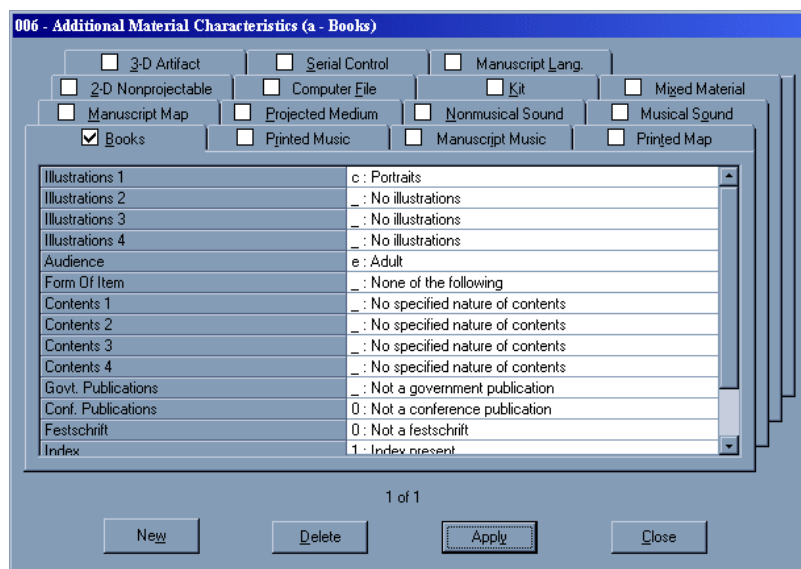 006 - Additional Material Characteristics (a - Books)
3-D Artifact Serial Control Manuscript Lang.
2-D Nonprojectable Computer File Kit Mixed Material
Manuscript Map Projected Medium Nonmusical Sound Musical Sound
Books Printed Music Manuscript Music Printed Map
Illustrations 1 c : Portraits
Illustrations 2 _ : No illustrations
Illustrations 3 _ : No illustrations
Illustrations 4 _ : No illustrations
Audience e : Adult
Form Of Item _ : None of the following
Contents 1 _ : No specified nature of contents
Contents 2 _ : No specified nature of contents
Contents 3 _ : No specified nature of contents
Contents 4 _ : No specified nature of contents
Govt. Publications _ : Not a government publication
Conf. Publications 0 : Not a conference publication
Festschrift 0 : Not a festschrift
Index 1 : Index present
1 of 1
New Delete Apply Close